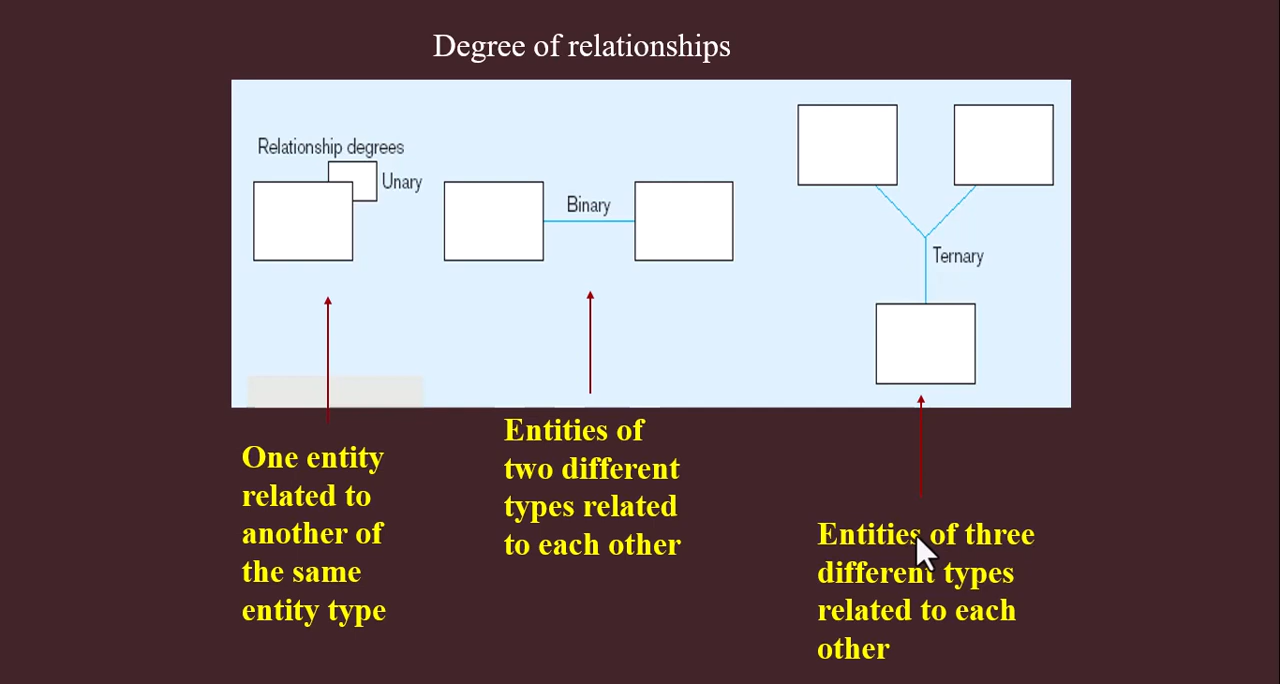 Degree of relationships
Relationship degrees
Unary
Binary
Ternary
One entity
related to
another of
the same
entity type
Entities of
two different
types related
to each other
Entities of three
different types
related to each
other